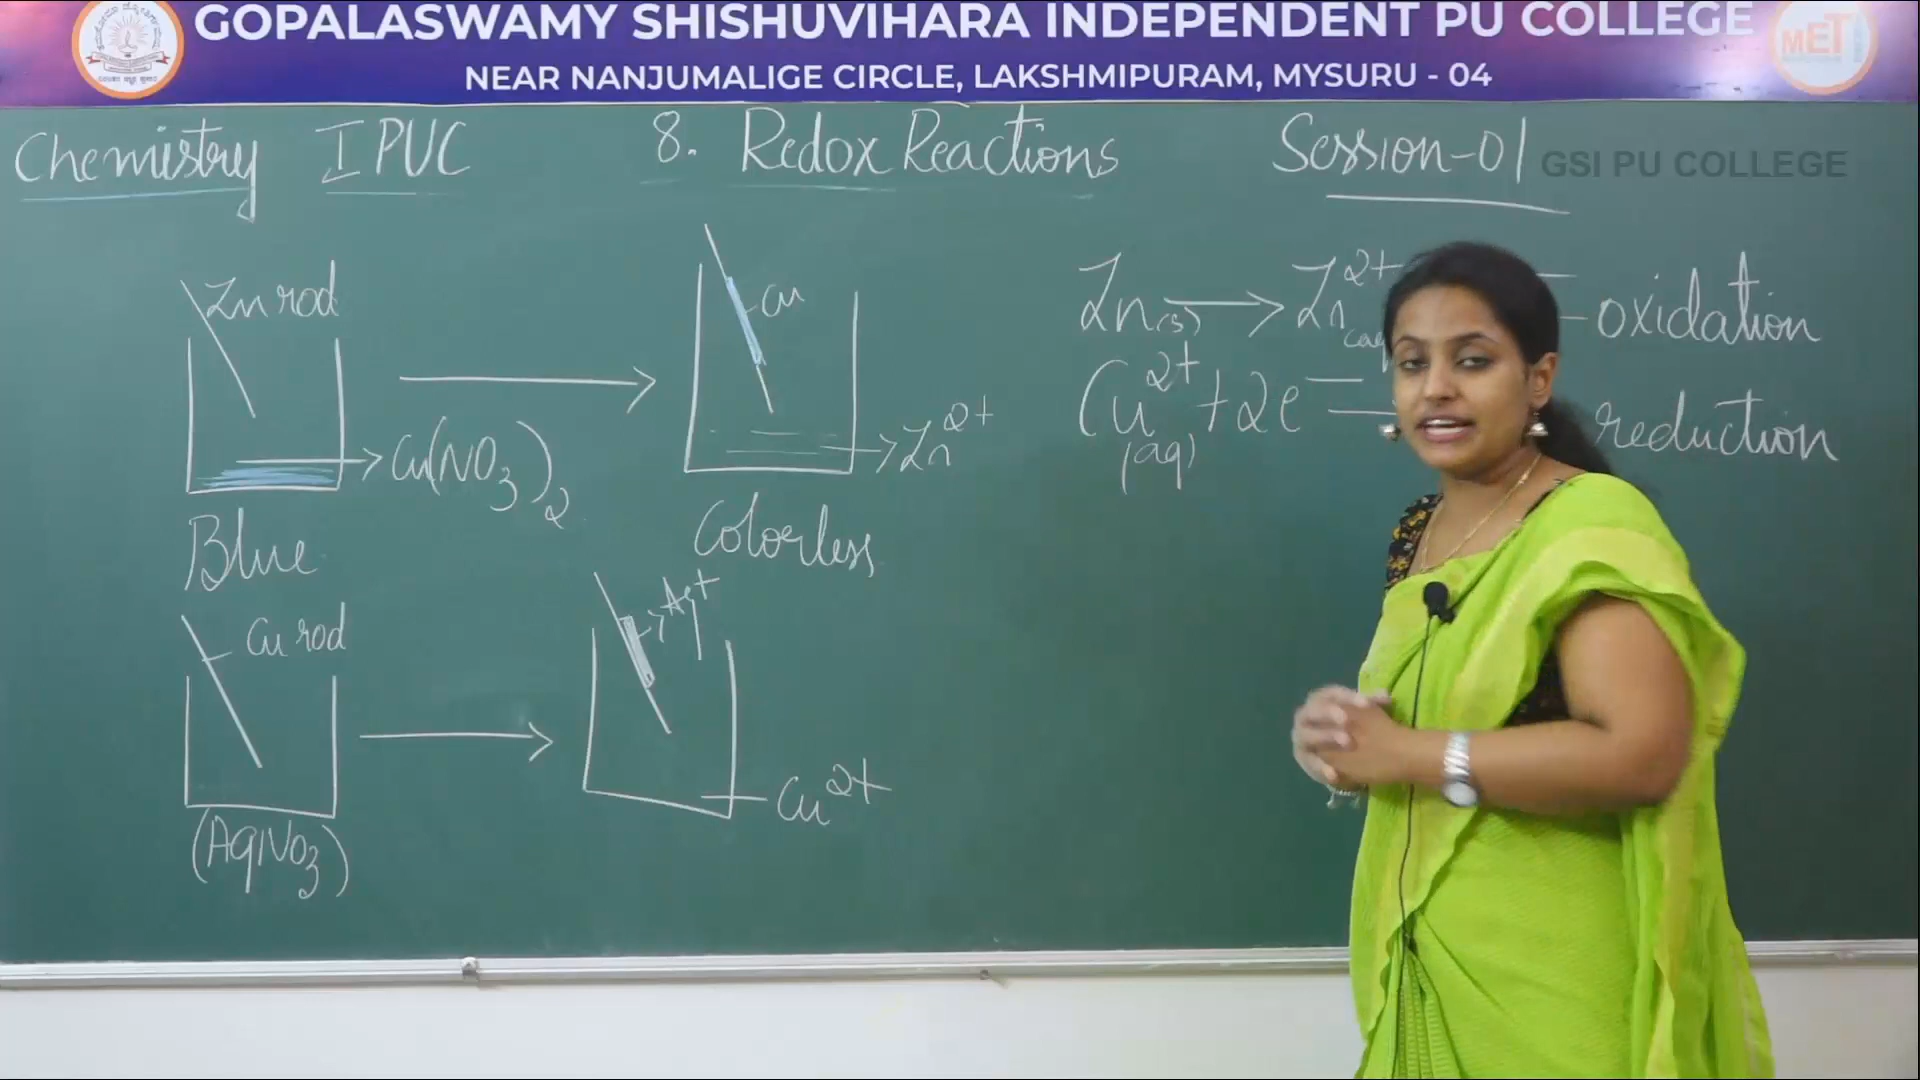 GOPALASWAMY SHISHUVIHARA INDEPENDENT PU COLLEGE
NEAR NANJUMALIGE CIRCLE, LAKSHMIPURAM, MYSURU - 04
MET
Chemistry I PUC 8. Redox Reactions Session-01
GSI PU COLLEGE
Zn rod
Cu(NO₃)₂
Blue
Cu
Zn²⁺
Colorless
Zn(s) → Zn²⁺ – oxidation
Cu²⁺(aq) + 2e⁻ reduction
Cu rod
(AgNO₃)
Ag⁺
Cu²⁺